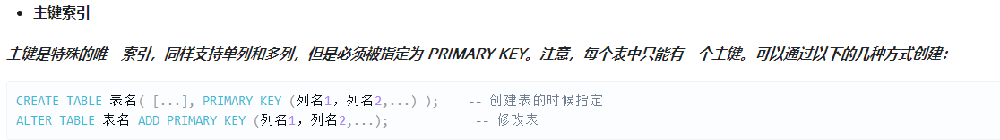 主键索引
主键是特殊的唯一索引，同样支持单列和多列，但是必须被指定为 PRIMARY KEY。注意，每个表中只能有一个主键。可以通过以下的几种方式创建：
CREATE TABLE 表名( [...], PRIMARY KEY (列名1，列名2,...) );    -- 创建表的时候指定
ALTER TABLE 表名 ADD PRIMARY KEY (列名1，列名2,...);    -- 修改表